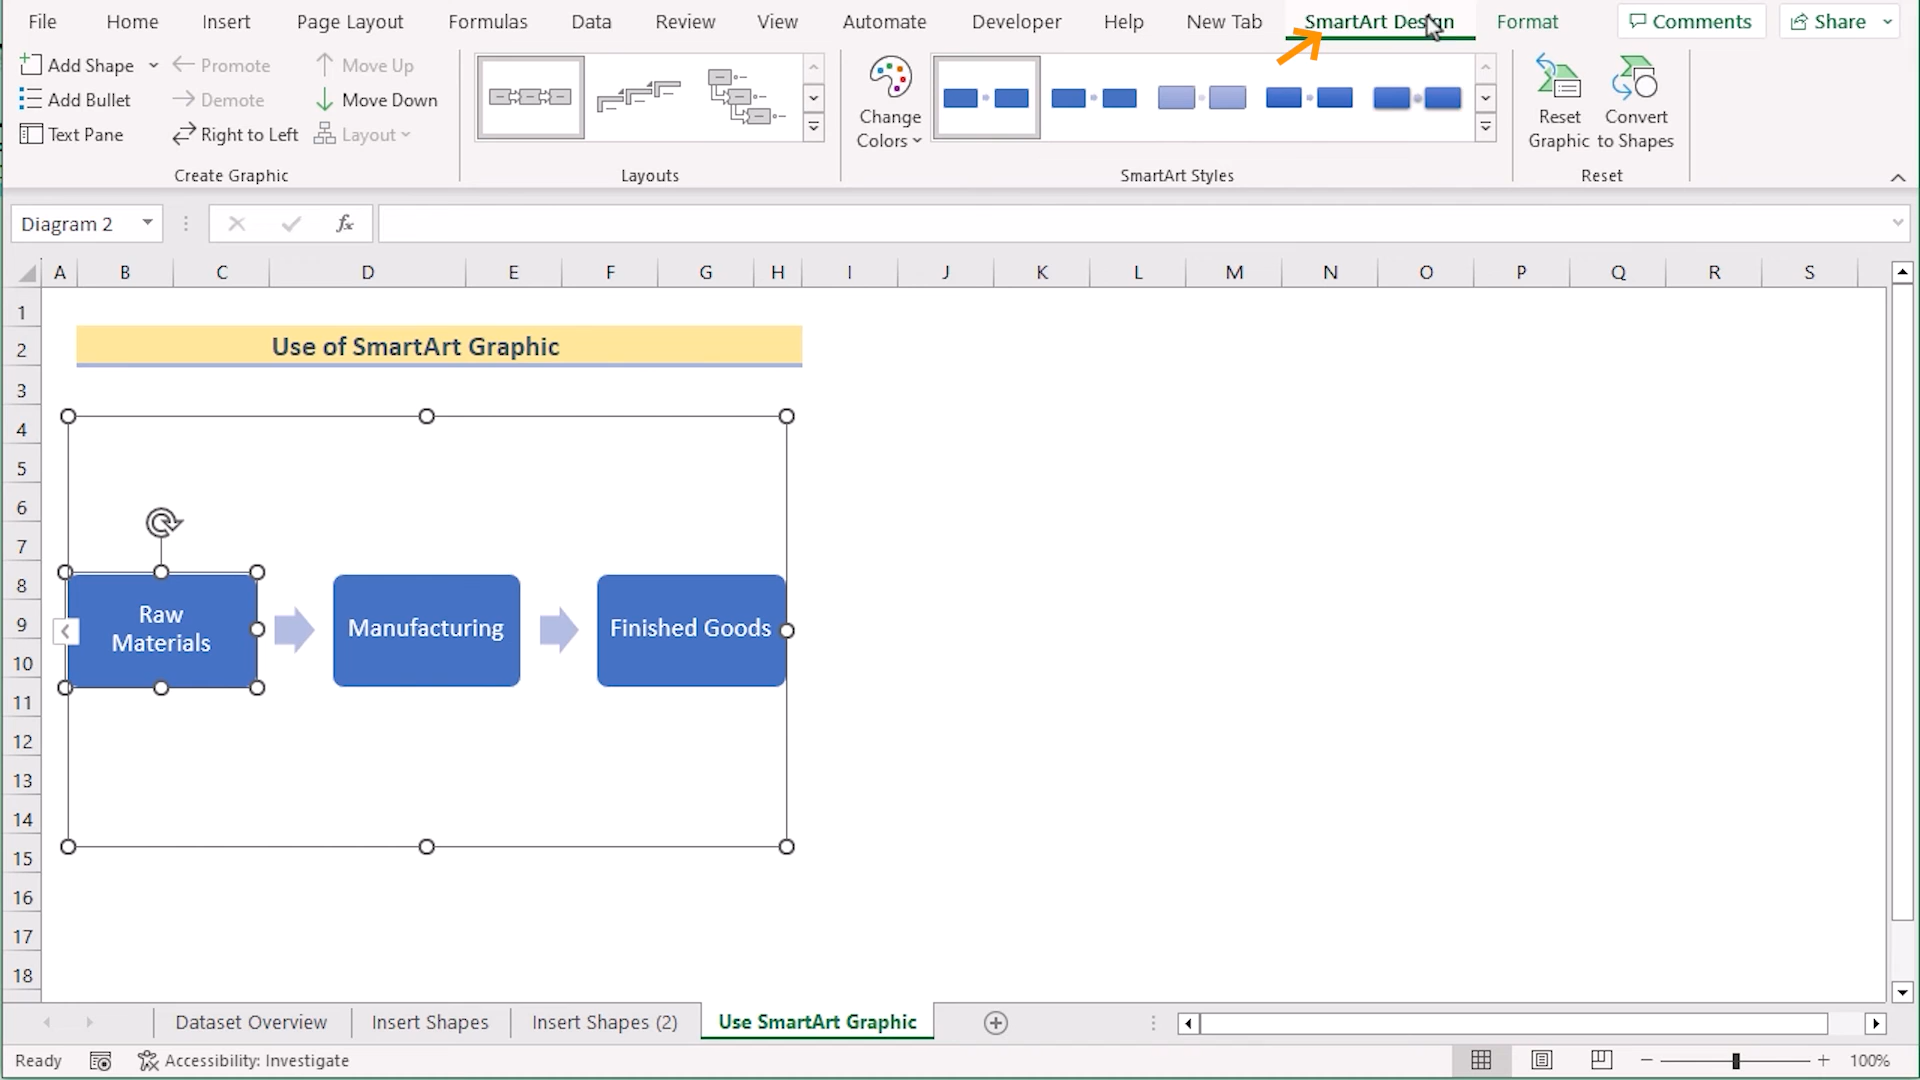 File Home Insert Page Layout Formulas Data Review View Automate Developer Help New Tab SmartArt Design Format Comments Share
Add Shape Promote Move Up
Add Bullet Demote Move Down
Text Pane Right to Left Layout
Create Graphic
Layouts
Change
Colors
SmartArt Styles
Reset
Graphic
Convert
to Shapes
Reset
Diagram 2 fx
A B C D E F G H I J K L M N O P Q R S
1
2 Use of SmartArt Graphic
3
4
5
6
7
8
9
10
11
12
13
14
15
16
17
18
Raw
Materials
Manufacturing
Finished Goods
Dataset Overview Insert Shapes Insert Shapes (2) Use SmartArt Graphic
Ready Accessibility: Investigate 100%